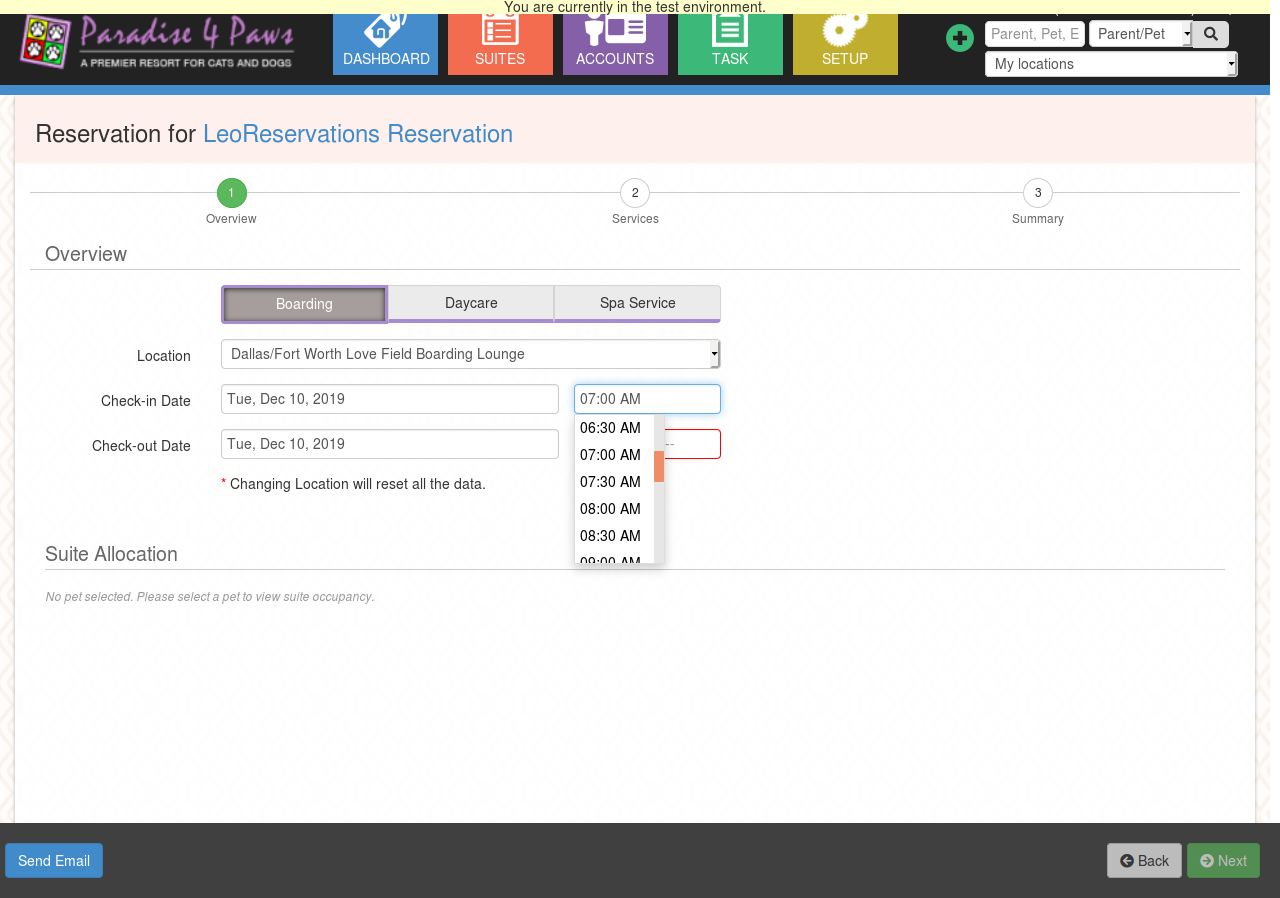 You are currently in the test environment.
Paradise 4 Paws
A PREMIER RESORT FOR CATS AND DOGS
DASHBOARD
SUITES
ACCOUNTS
TASK
SETUP
Parent, Pet, E
Parent/Pet
My locations
Reservation for LeoReservations Reservation
1
2
3
Overview
Services
Summary
Overview
Boarding
Daycare
Spa Service
Location
Dallas/Fort Worth Love Field Boarding Lounge
Check-in Date
Tue, Dec 10, 2019
07:00 AM
Check-out Date
Tue, Dec 10, 2019
--
06:30 AM
07:00 AM
07:30 AM
08:00 AM
08:30 AM
09:00 AM
* Changing Location will reset all the data.
Suite Allocation
No pet selected. Please select a pet to view suite occupancy.
Send Email
Back
Next